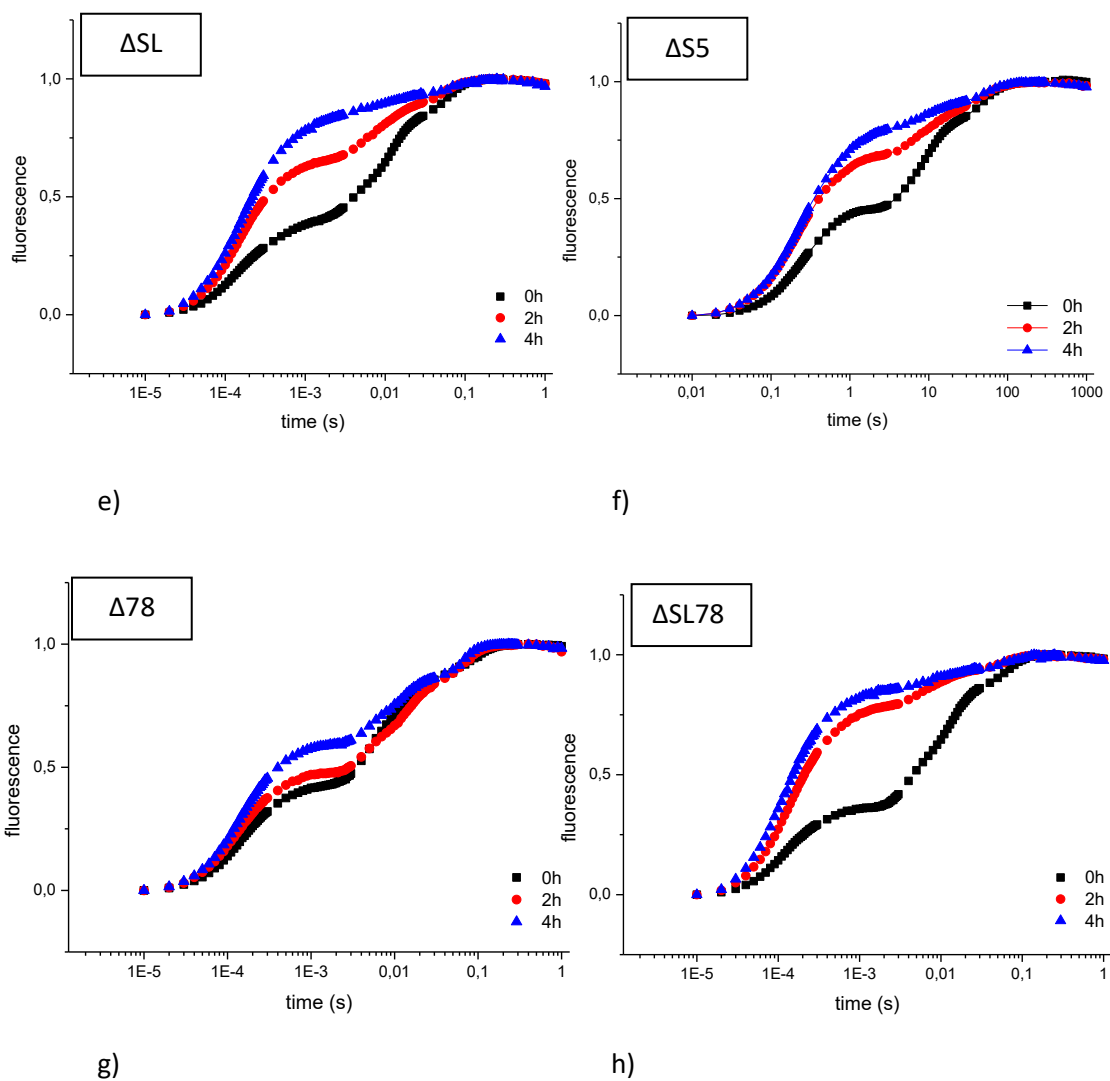 ΔSL
1,0
0,5
0,0
fluorescence
0h
2h
4h
1E-5 1E-4 1E-3 0,01 0,1 1
time (s)
e)
ΔS5
1,0
0,5
0,0
fluorescence
0h
2h
4h
0,01 0,1 1 10 100 1000
time (s)
f)
Δ78
1,0
0,5
0,0
fluorescence
0h
2h
4h
1E-5 1E-4 1E-3 0,01 0,1 1
time (s)
g)
ΔSL78
1,0
0,5
0,0
fluorescence
0h
2h
4h
1E-5 1E-4 1E-3 0,01 0,1 1
time (s)
h)